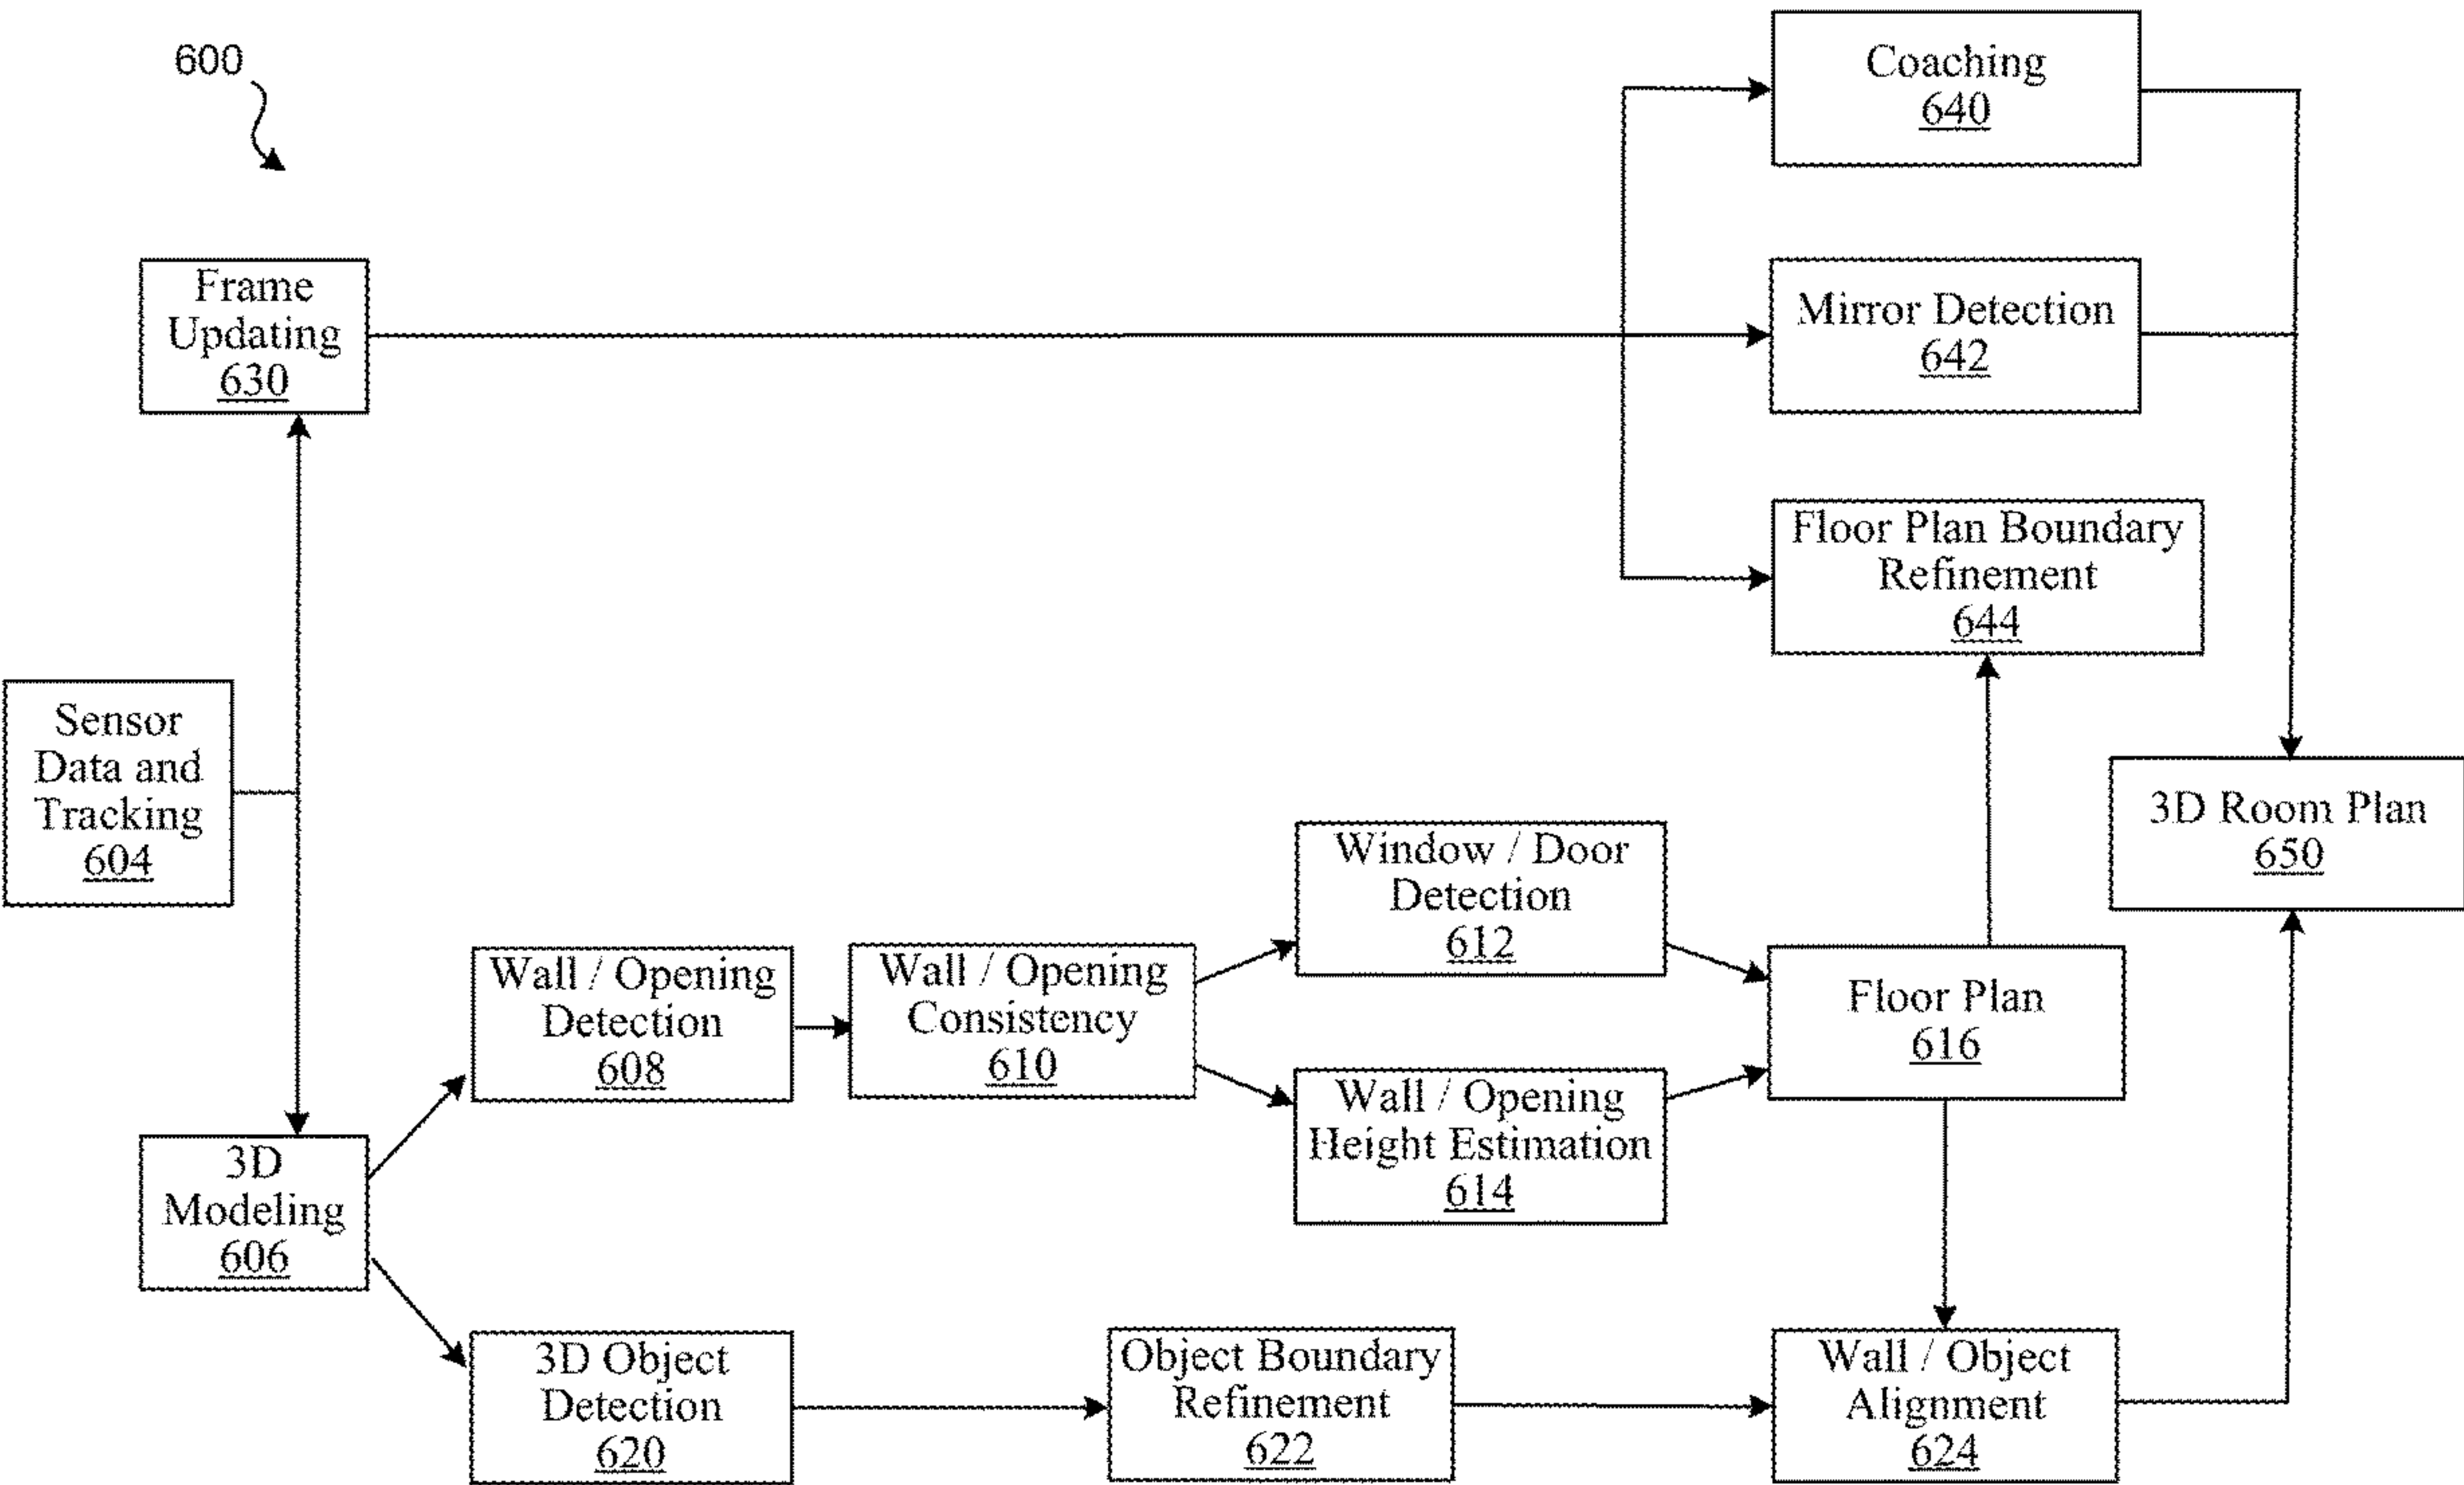 600
Coaching
640
Frame
Updating
630
Mirror Detection
642
Floor Plan Boundary
Refinement
644
Sensor
Data and
Tracking
604
3D Room Plan
650
Window / Door
Detection
612
Wall / Opening
Detection
608
Wall / Opening
Consistency
610
Floor Plan
616
Wall / Opening
Height Estimation
614
3D
Modeling
606
3D Object
Detection
620
Object Boundary
Refinement
622
Wall / Object
Alignment
624